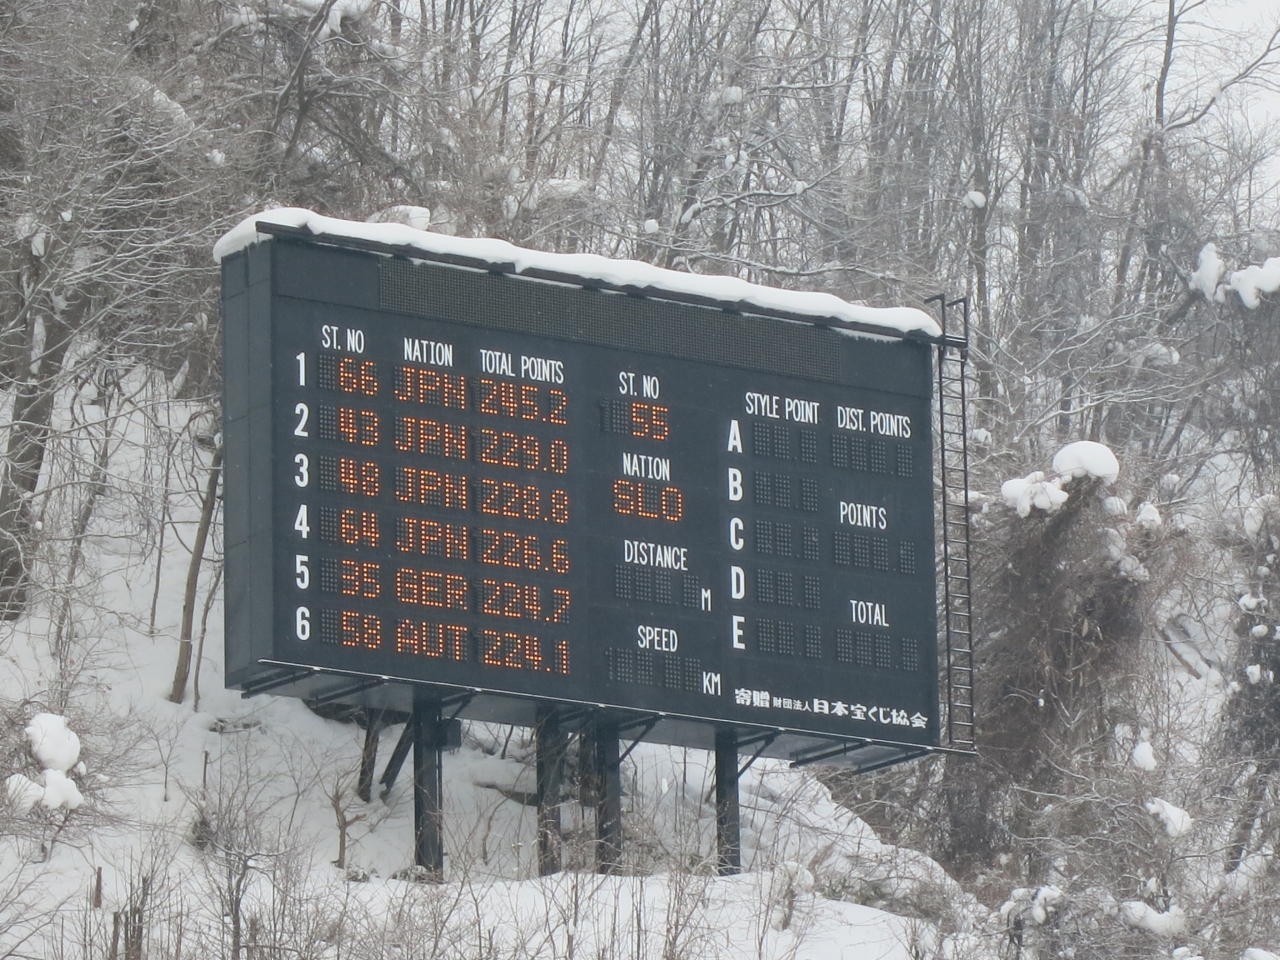 ST. NO NATION TOTAL POINTS
1 66 JPN 245.2
2 43 JPN 229.0
3 48 JPN 228.8
4 64 JPN 226.6
5 35 GER 224.7
6 58 AUT 224.1
ST. NO
55
NATION
SLO
DISTANCE
M
SPEED
KM
STYLE POINT DIST. POINTS
A
B
C
D
E
POINTS
TOTAL
寄贈 財団法人 日本宝くじ協会